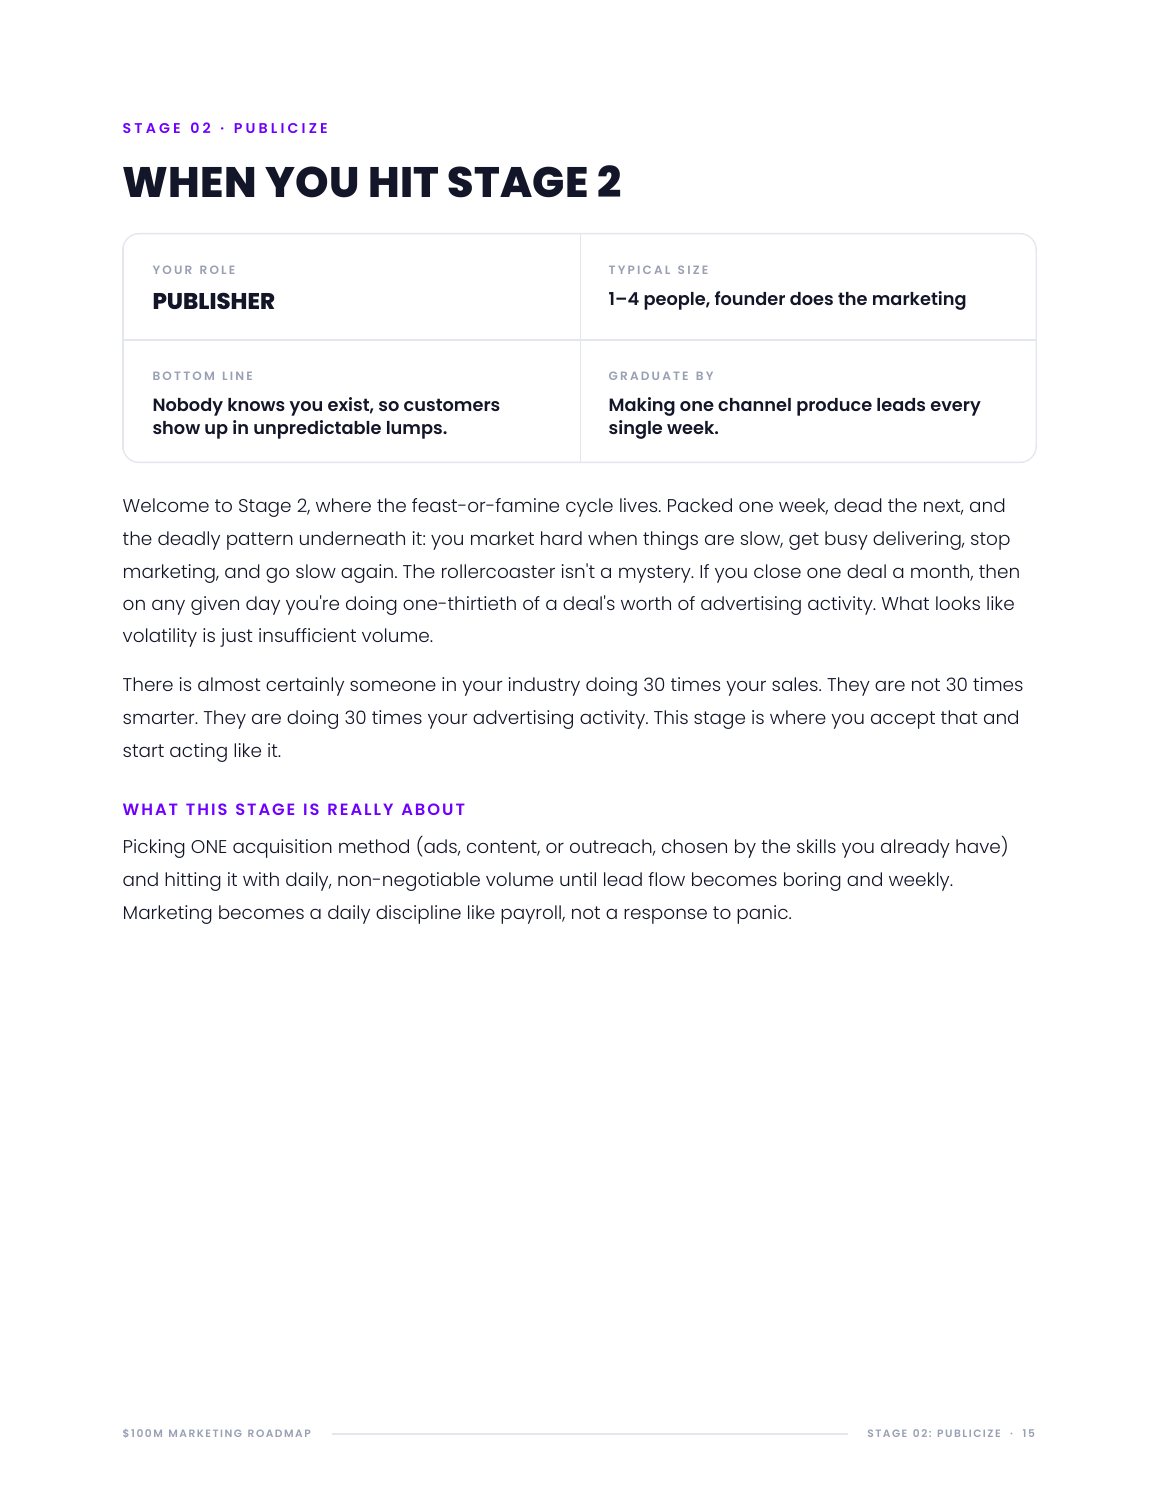 STAGE 02 · PUBLICIZE
WHEN YOU HIT STAGE 2
YOUR ROLE
PUBLISHER
TYPICAL SIZE
1–4 people, founder does the marketing
BOTTOM LINE
Nobody knows you exist, so customers
show up in unpredictable lumps.
GRADUATE BY
Making one channel produce leads every
single week.
Welcome to Stage 2, where the feast-or-famine cycle lives. Packed one week, dead the next, and
the deadly pattern underneath it: you market hard when things are slow, get busy delivering, stop
marketing, and go slow again. The rollercoaster isn't a mystery. If you close one deal a month, then
on any given day you're doing one-thirtieth of a deal's worth of advertising activity. What looks like
volatility is just insufficient volume.
There is almost certainly someone in your industry doing 30 times your sales. They are not 30 times
smarter. They are doing 30 times your advertising activity. This stage is where you accept that and
start acting like it.
WHAT THIS STAGE IS REALLY ABOUT
Picking ONE acquisition method (ads, content, or outreach, chosen by the skills you already have)
and hitting it with daily, non-negotiable volume until lead flow becomes boring and weekly.
Marketing becomes a daily discipline like payroll, not a response to panic.
$100M MARKETING ROADMAP
STAGE 02: PUBLICIZE · 15